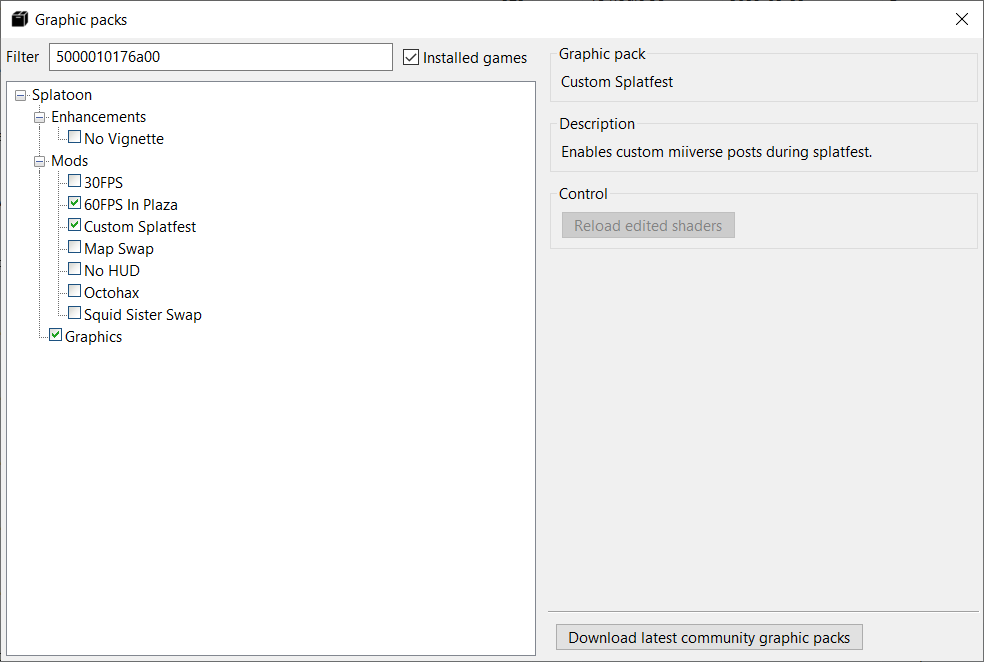 Graphic packs
Filter
5000010176a00
Installed games
Splatoon
Enhancements
No Vignette
Mods
30FPS
60FPS In Plaza
Custom Splatfest
Map Swap
No HUD
Octohax
Squid Sister Swap
Graphics
Graphic pack
Custom Splatfest
Description
Enables custom miiverse posts during splatfest.
Control
Reload edited shaders
Download latest community graphic packs